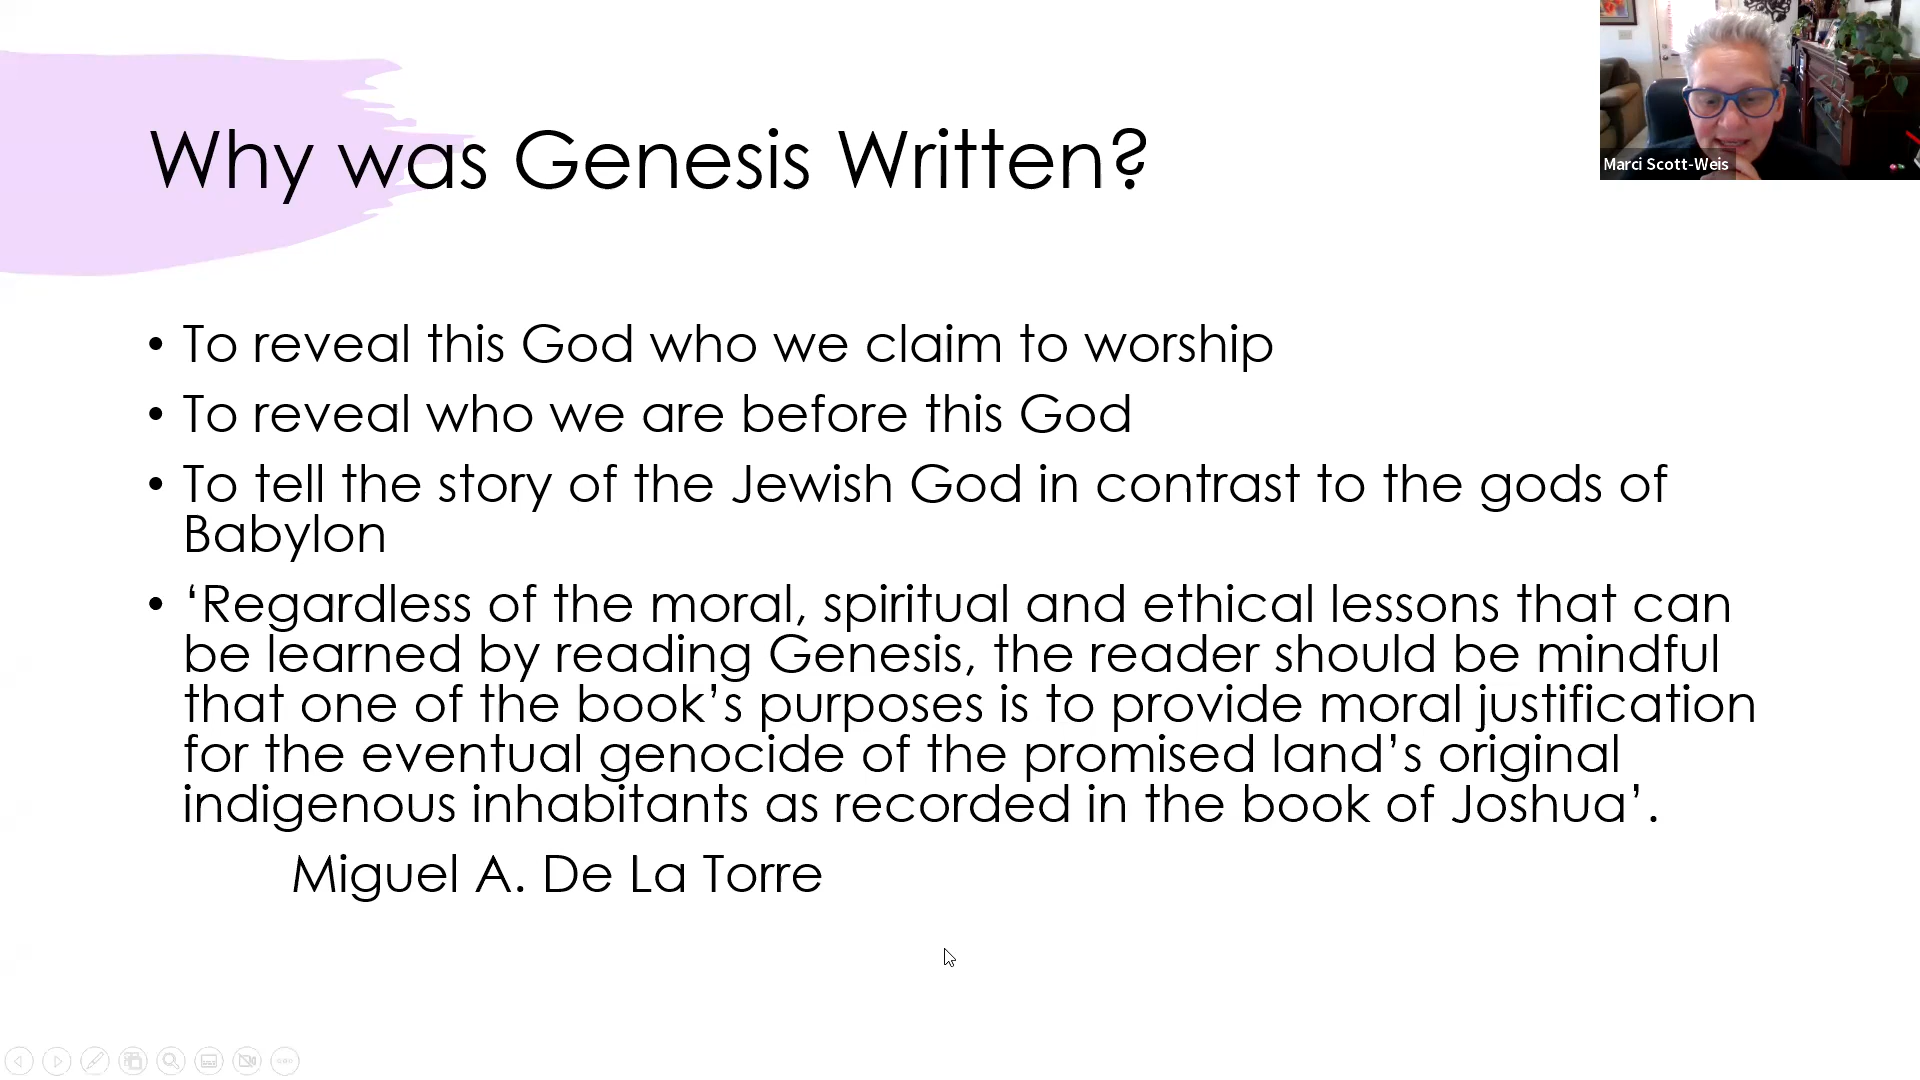 Why was Genesis Written?
Marci Scott-Weis
• To reveal this God who we claim to worship
• To reveal who we are before this God
• To tell the story of the Jewish God in contrast to the gods of
Babylon
• ‘Regardless of the moral, spiritual and ethical lessons that can
be learned by reading Genesis, the reader should be mindful
that one of the book’s purposes is to provide moral justification
for the eventual genocide of the promised land’s original
indigenous inhabitants as recorded in the book of Joshua’.
Miguel A. De La Torre